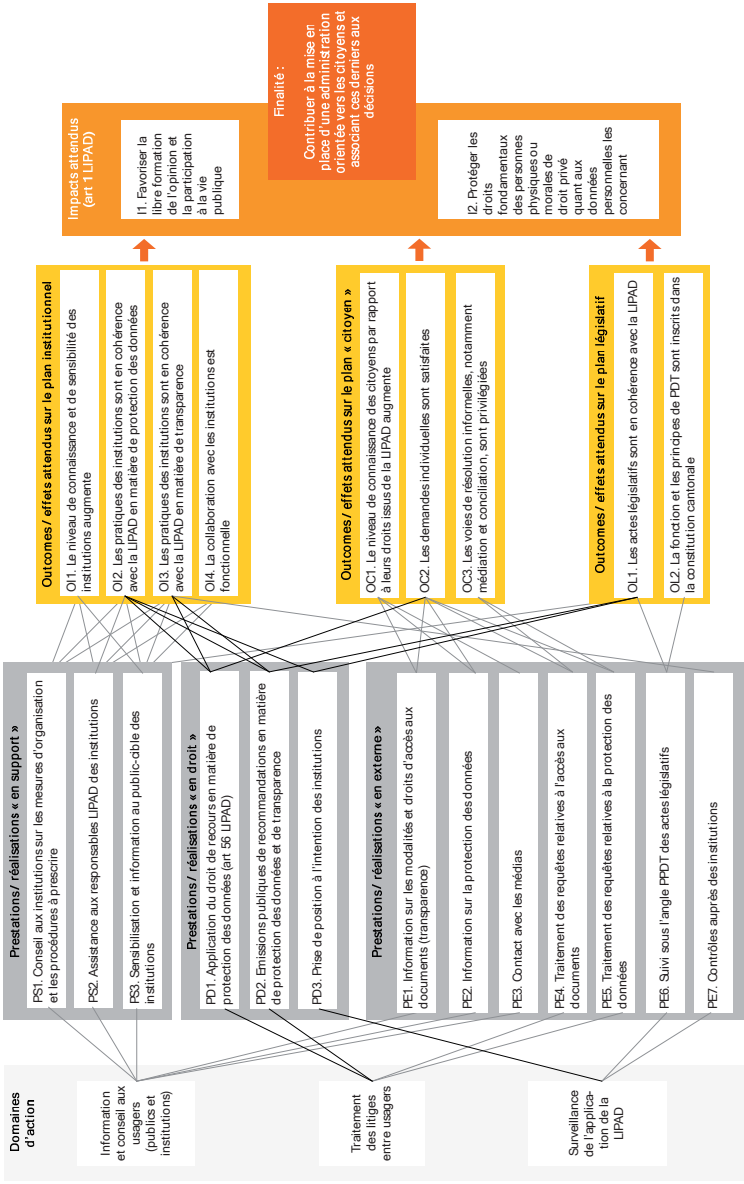 Domaines
d'action
Information
et conseil aux
usagers
(publics et
institutions)
Traitement
des litiges
entre usagers
Surveillance
de l'applica-
tion de la
LIPAD
Prestations / réalisations « en support »
PS1. Conseil aux institutions sur les mesures d'organisation
et les procédures à prescrire
PS2. Assistance aux responsables LIPAD des institutions
PS3. Sensibilisation et information au public-cible des
institutions
Prestations / réalisations « en droit »
PD1. Application du droit de recours en matière de
protection des données (art 56 LIPAD)
PD2. Emissions publiques de recommandations en matière
de protection des données et de transparence
PD3. Prise de position à l'intention des institutions
Prestations / réalisations « en externe »
PE1. Information sur les modalités et droits d'accès aux
documents (transparence)
PE2. Information sur la protection des données
PE3. Contact avec les médias
PE4. Traitement des requêtes relatives à l'accès aux
documents
PE5. Traitement des requêtes relatives à la protection des
données
PE6. Suivi sous l'angle PPDT des actes législatifs
PE7. Contrôles auprès des institutions
Outcomes / effets attendus sur le plan institutionnel
OI1. Le niveau de connaissance et de sensibilité des
institutions augmente
OI2. Les pratiques des institutions sont en cohérence
avec la LIPAD en matière de protection des données
OI3. Les pratiques des institutions sont en cohérence
avec la LIPAD en matière de transparence
OI4. La collaboration avec les institutions est
fonctionnelle
Outcomes / effets attendus sur le plan « citoyen »
OC1. Le niveau de connaissance des citoyens par rapport
à leurs droits issus de la LIPAD augmente
OC2. Les demandes individuelles sont satisfaites
OC3. Les voies de résolution informelles, notamment
médiation et conciliation, sont privilégiées
Outcomes / effets attendus sur le plan législatif
OL1. Les actes législatifs sont en cohérence avec la LIPAD
OL2. La fonction et les principes de PDT sont inscrits dans
la constitution cantonale
Impacts attendus
(art 1 LIPAD)
I1. Favoriser la
libre formation
de l'opinion et
la participation
à la vie
publique
I2. Protéger les
droits
fondamentaux
des personnes
physiques ou
morales de
droit privé
quant aux
données
personnelles les
concernant
Finalité :
Contribuer à la mise en
place d'une administration
orientée vers les citoyens et
associant ces derniers aux
décisions